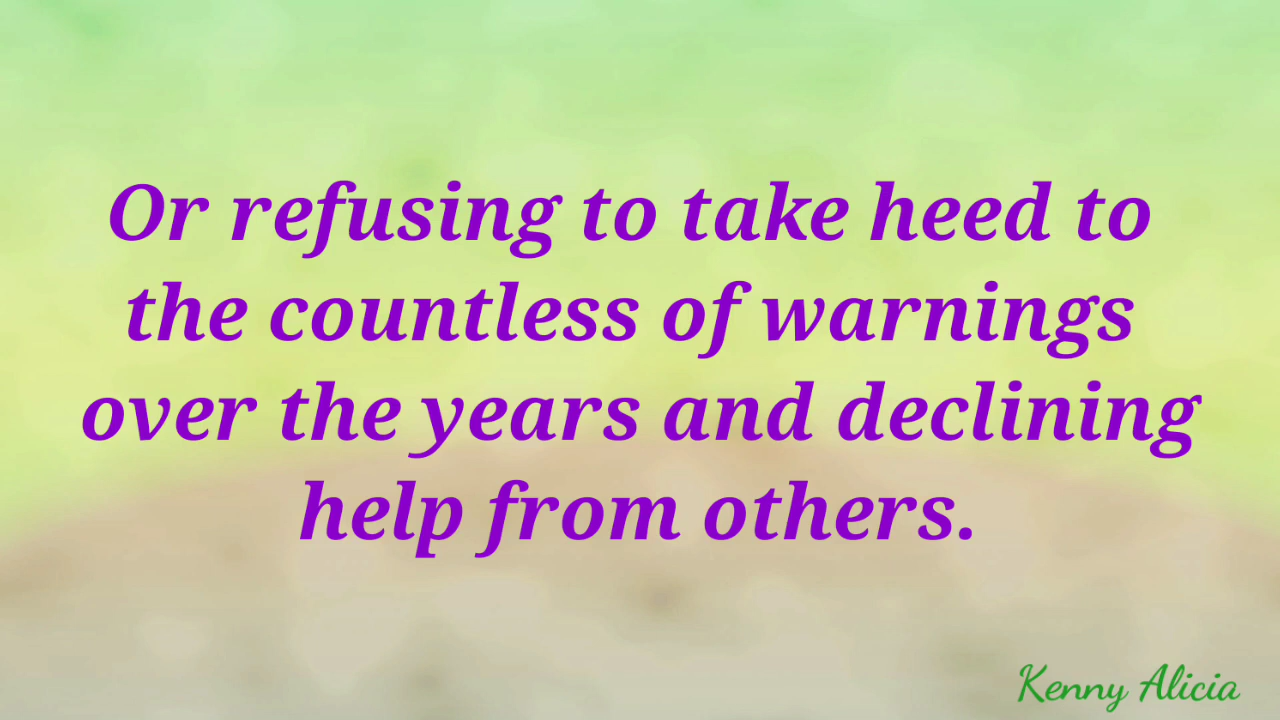 Or refusing to take heed to
the countless of warnings
over the years and declining
help from others.
Kenny Alicia